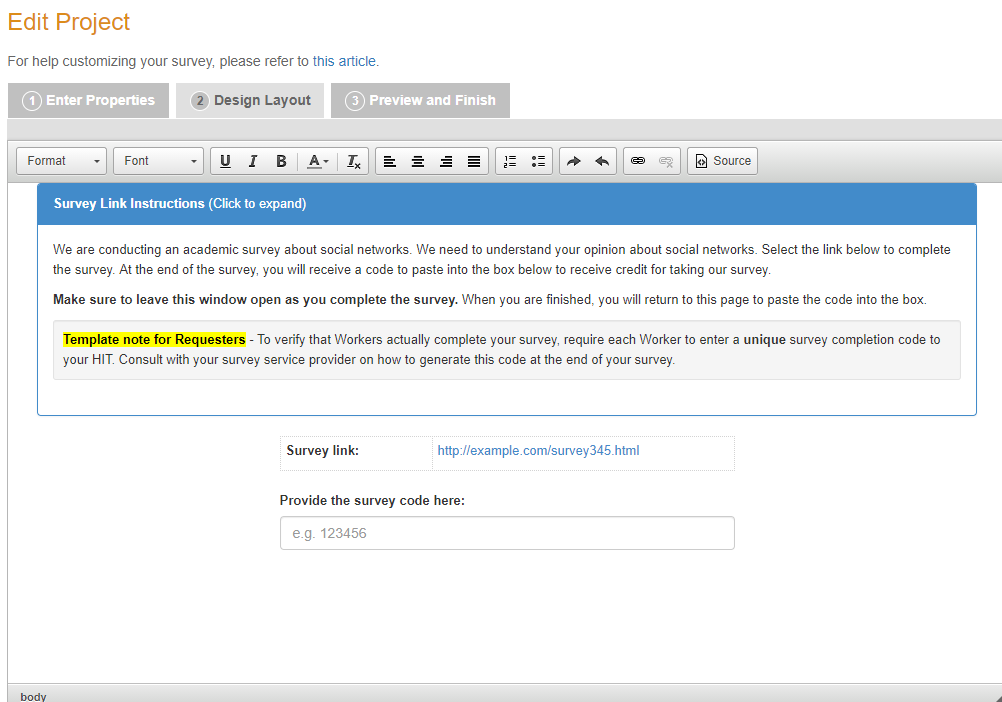 Edit Project
For help customizing your survey, please refer to this article.
1 Enter Properties 2 Design Layout 3 Preview and Finish
Format Font U I B A Ix Source
Survey Link Instructions (Click to expand)
We are conducting an academic survey about social networks. We need to understand your opinion about social networks. Select the link below to complete
the survey. At the end of the survey, you will receive a code to paste into the box below to receive credit for taking our survey.
Make sure to leave this window open as you complete the survey. When you are finished, you will return to this page to paste the code into the box.
Template note for Requesters - To verify that Workers actually complete your survey, require each Worker to enter a unique survey completion code to
your HIT. Consult with your survey service provider on how to generate this code at the end of your survey.
Survey link: http://example.com/survey345.html
Provide the survey code here:
e.g. 123456
body